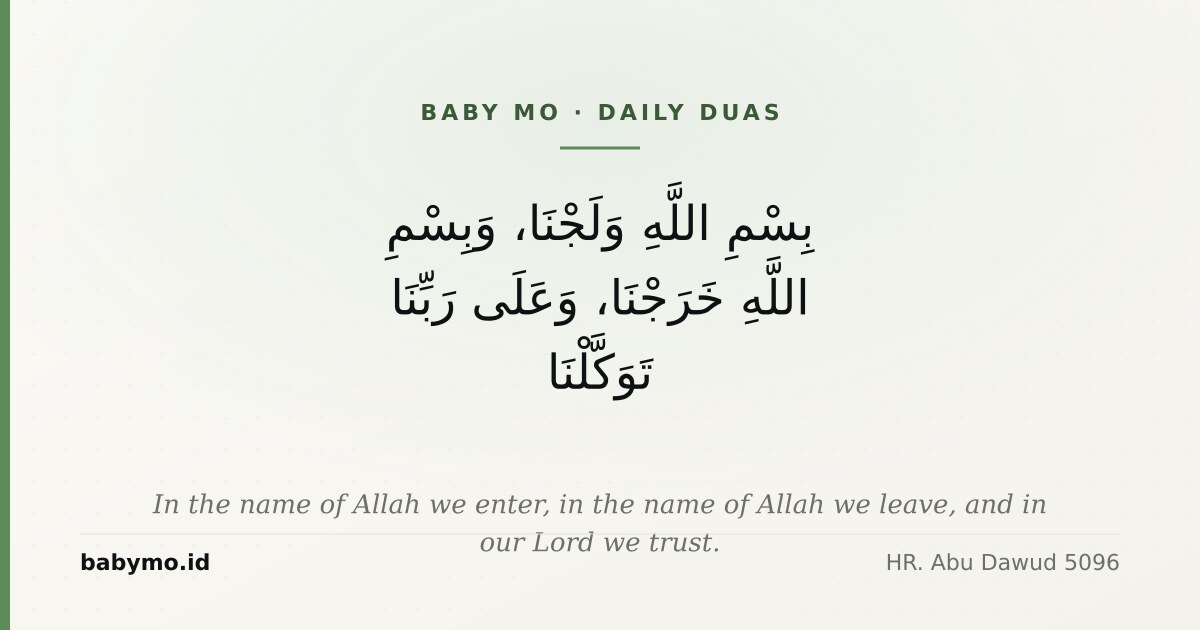 BABY MO · DAILY DUAS
بِسْمِ اللَّهِ وَلَجْنَا، وَبِسْمِ
اللَّهِ خَرَجْنَا، وَعَلَى رَبِّنَا
تَوَكَّلْنَا
In the name of Allah we enter, in the name of Allah we leave, and in
our Lord we trust.
babymo.id
HR. Abu Dawud 5096